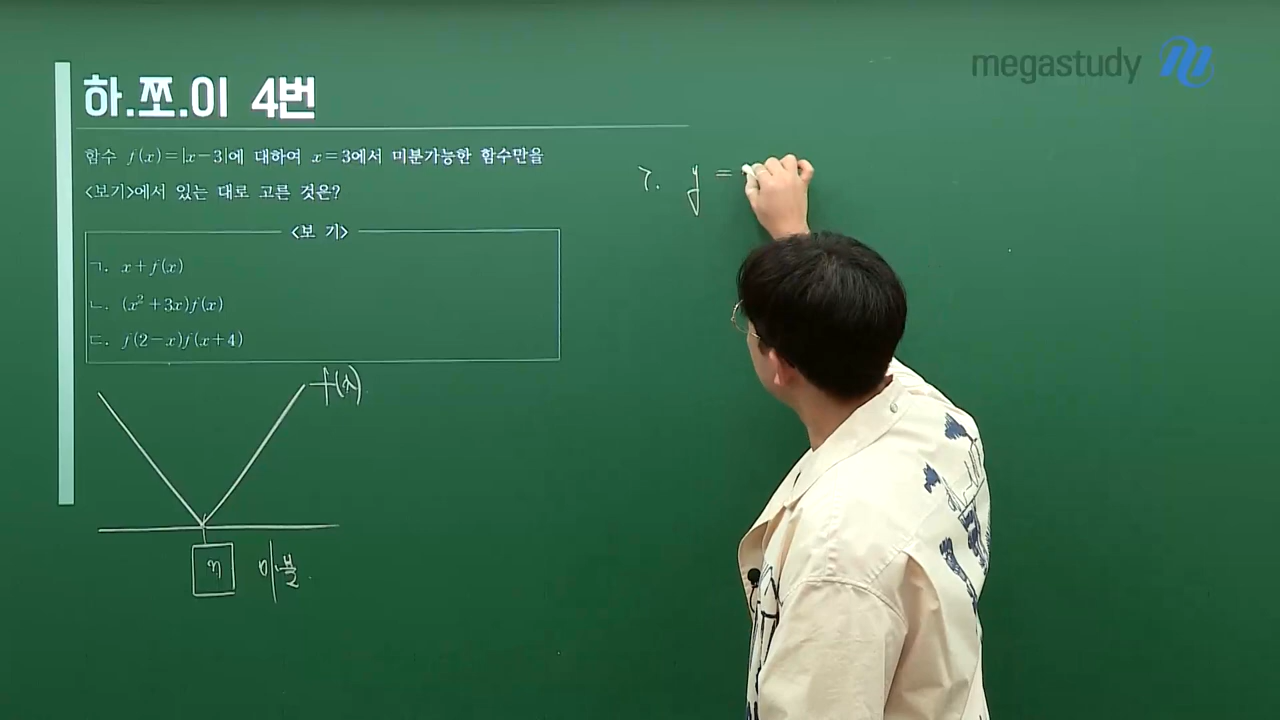 megastudy
하.쪼.이 4번
함수 f(x)=|x-3|에 대하여 x=3에서 미분가능한 함수만을
<보기>에서 있는 대로 고른 것은?
<보 기>
ㄱ. x+f(x)
ㄴ. (x²+3x)f(x)
ㄷ. f(2-x)f(x+4)
f(x)
3 미·불.
ㄱ. y =